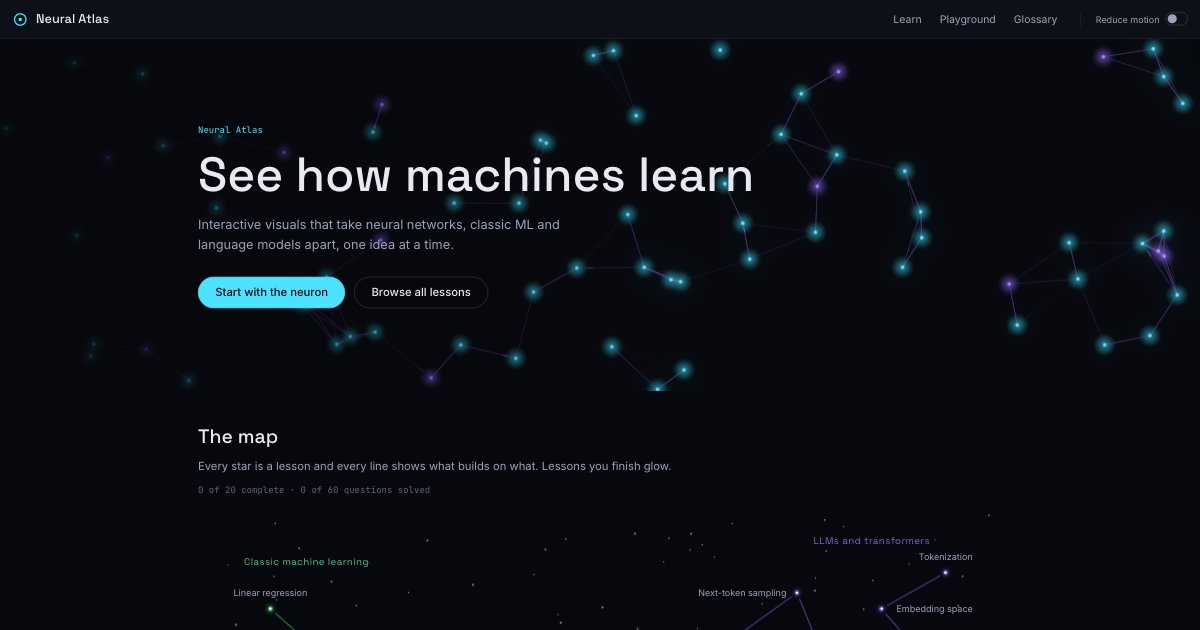 Neural Atlas
Learn Playground Glossary Reduce motion
Neural Atlas
See how machines learn
Interactive visuals that take neural networks, classic ML and
language models apart, one idea at a time.
Start with the neuron Browse all lessons
The map
Every star is a lesson and every line shows what builds on what. Lessons you finish glow.
0 of 20 complete · 0 of 60 questions solved
LLMs and transformers
Tokenization
Classic machine learning
Linear regression
Next-token sampling
Embedding space